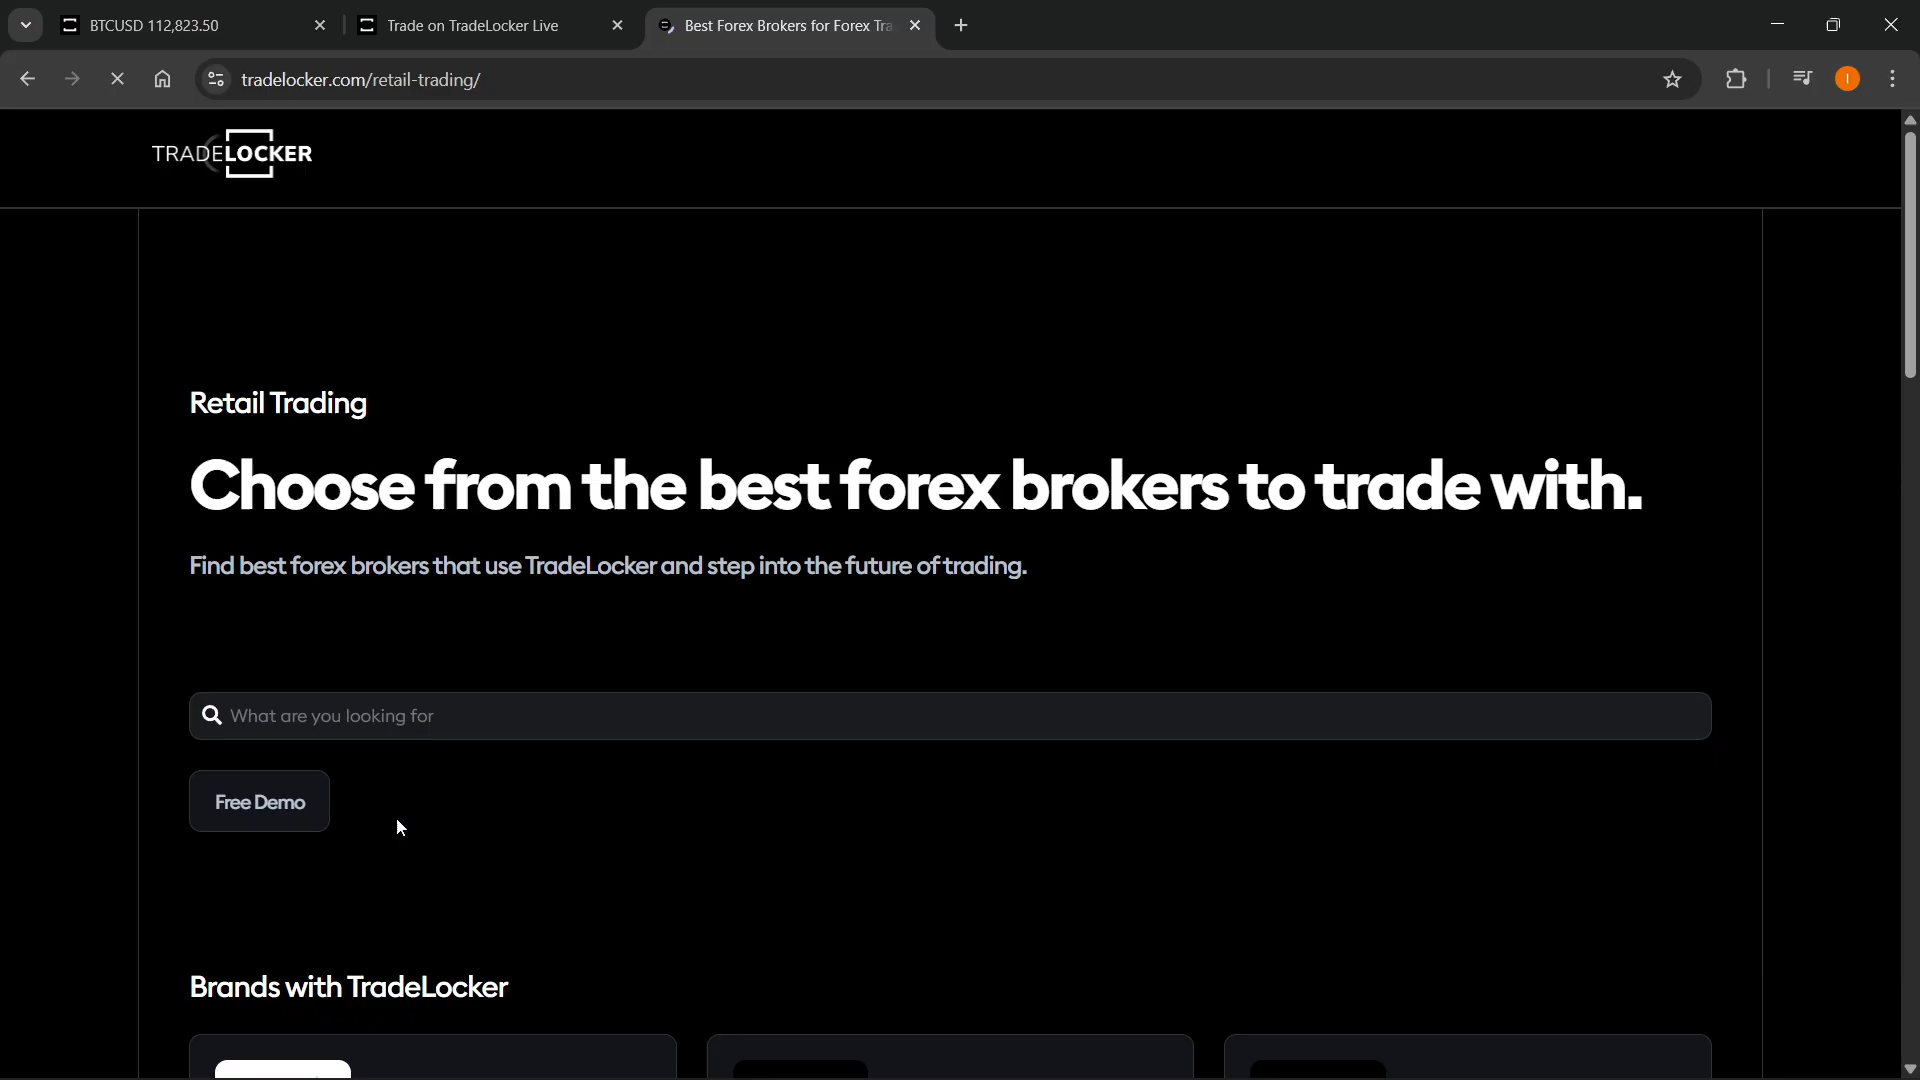 BTCUSD 112,823.50
Trade on TradeLocker Live
Best Forex Brokers for Forex Tra
tradelocker.com/retail-trading/
I
TRADELOCKER
Retail Trading
Choose from the best forex brokers to trade with.
Find best forex brokers that use TradeLocker and step into the future of trading.
What are you looking for
Free Demo
Brands with TradeLocker